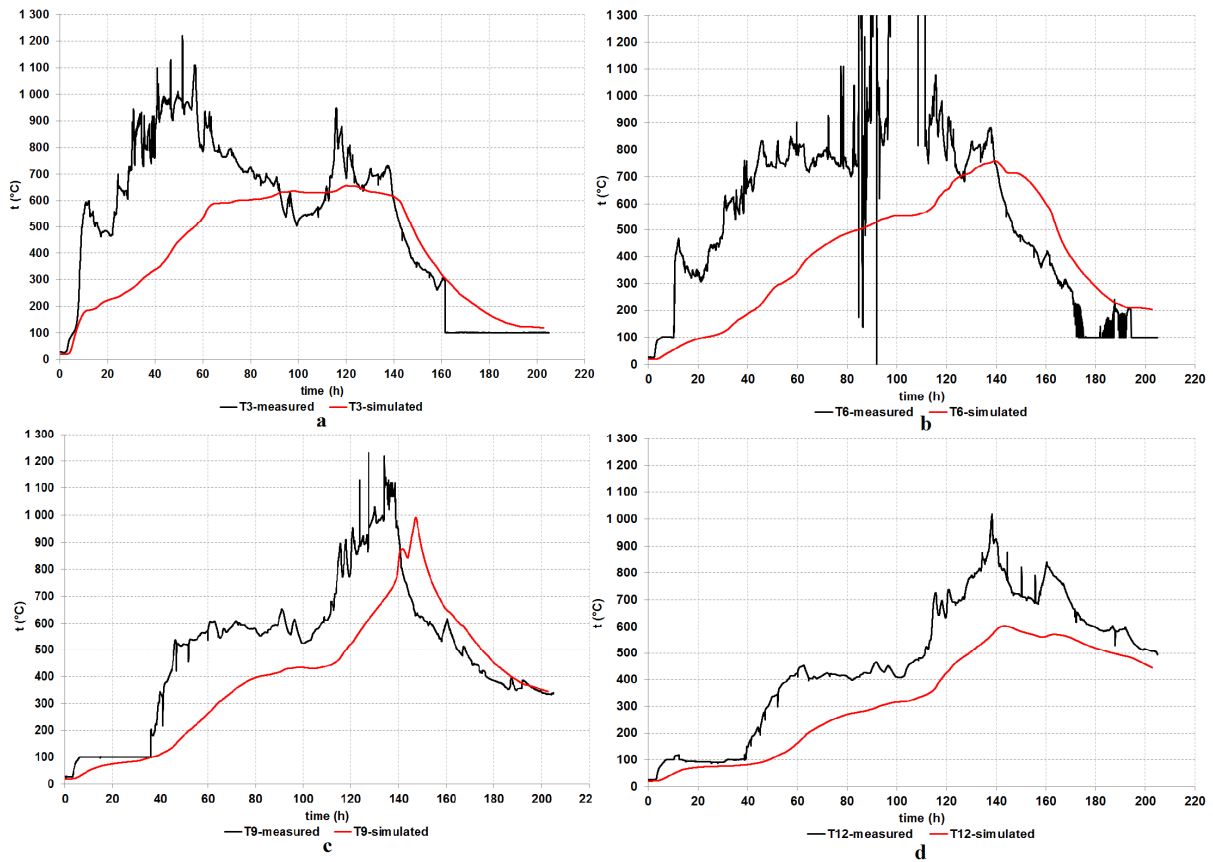 1 300
1 200
1 100
1 000
900
800
700
600
500
400
300
200
100
0
t (°C)
0 20 40 60 80 100 120 140 160 180 200 220
time (h)
T3-measured T3-simulated
a
1 300
1 200
1 100
1 000
900
800
700
600
500
400
300
200
100
0
t (°C)
0 20 40 60 80 100 120 140 160 180 200 220
time (h)
T6-measured T6-simulated
b
1 300
1 200
1 100
1 000
900
800
700
600
500
400
300
200
100
0
t (°C)
0 20 40 60 80 100 120 140 160 180 200 22
time (h)
T9-measured T9-simulated
c
1 300
1 200
1 100
1 000
900
800
700
600
500
400
300
200
100
0
t (°C)
0 20 40 60 80 100 120 140 160 180 200 220
time (h)
T12-measured T12-simulated
d